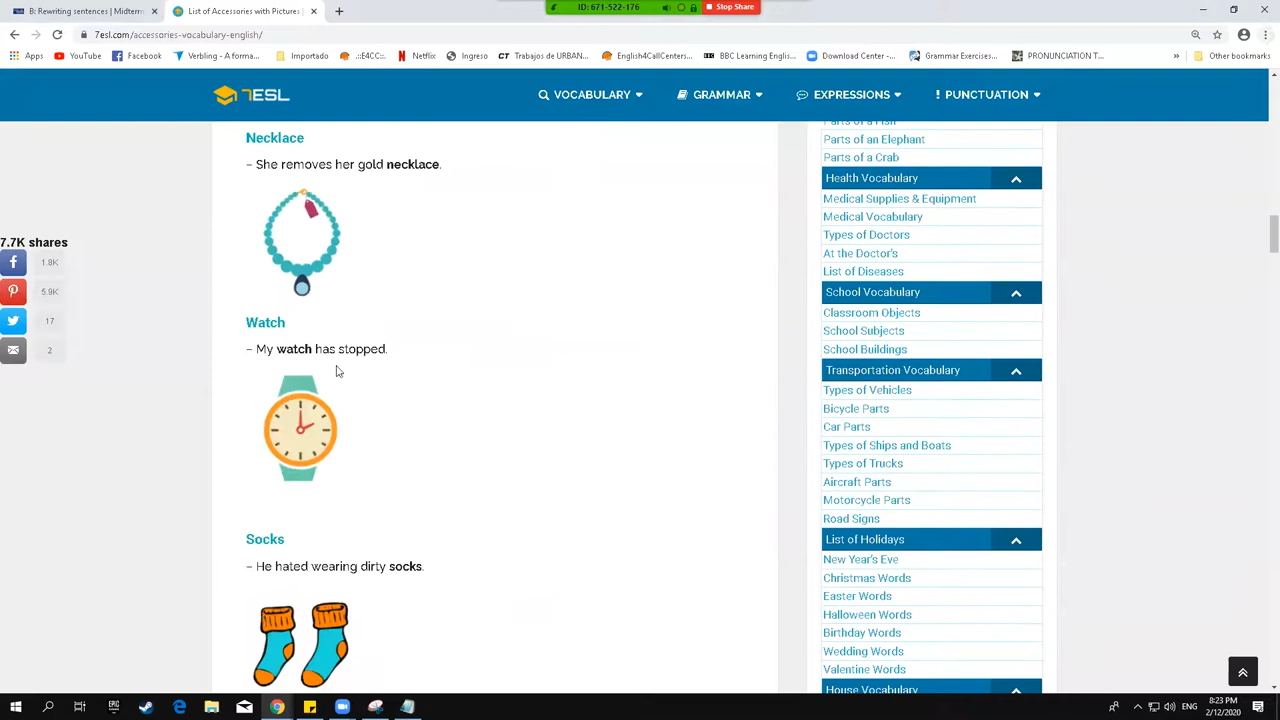 B: Rewriting sentences | Midterm
List of Accessories with Pictures |
ID: 671-522-176
Stop Share
7esl.com/accessories-vocabulary-english/
Apps
YouTube
Facebook
Verbling - A forma...
Importado
.:E4CC:.
Netflix
Ingreso
CT Trabajos de URBAN...
English4CallCenters...
BBC Learning Englis...
Download Center -...
Grammar Exercises...
PRONUNCIATION T...
»
Other bookmarks
7ESL
VOCABULARY
GRAMMAR
EXPRESSIONS
! PUNCTUATION
Necklace
– She removes her gold necklace.
7.7K shares
1.8K
5.9K
17
2
Watch
– My watch has stopped.
Socks
– He hated wearing dirty socks.
Parts of a Fish
Parts of an Elephant
Parts of a Crab
Health Vocabulary
Medical Supplies & Equipment
Medical Vocabulary
Types of Doctors
At the Doctor's
List of Diseases
School Vocabulary
Classroom Objects
School Subjects
School Buildings
Transportation Vocabulary
Types of Vehicles
Bicycle Parts
Car Parts
Types of Ships and Boats
Types of Trucks
Aircraft Parts
Motorcycle Parts
Road Signs
List of Holidays
New Year's Eve
Christmas Words
Easter Words
Halloween Words
Birthday Words
Wedding Words
Valentine Words
House Vocabulary
ENG
8:23 PM
2/12/2020